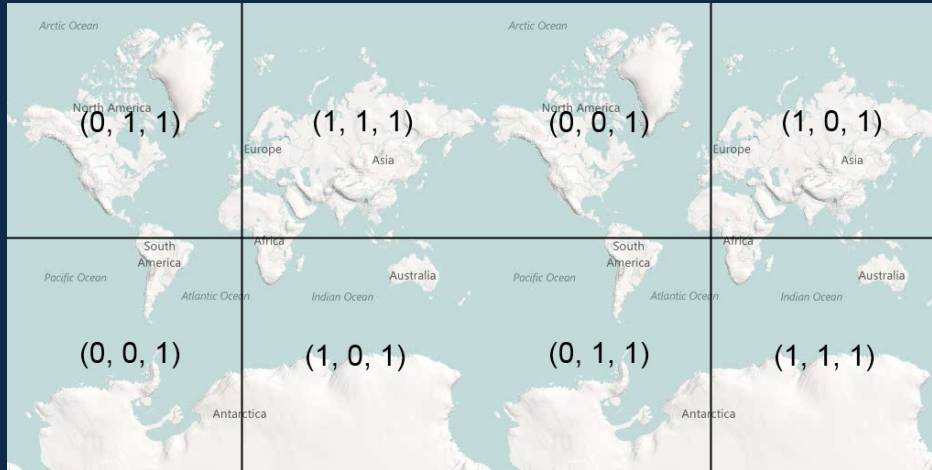 Arctic Ocean
North America
(0, 1, 1)
(1, 1, 1)
Europe
Asia
Africa
South
America
Pacific Ocean
Atlantic Ocean
Indian Ocean
Australia
(0, 0, 1)
(1, 0, 1)
Antarctica
Arctic Ocean
North America
(0, 0, 1)
(1, 0, 1)
Europe
Asia
Africa
South
America
Pacific Ocean
Atlantic Ocean
Indian Ocean
Australia
(0, 1, 1)
(1, 1, 1)
Antarctica